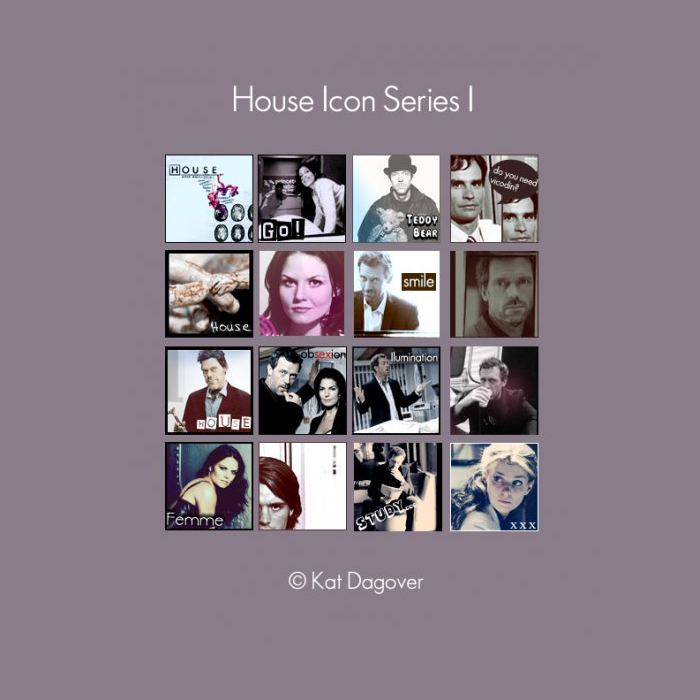 House Icon Series I
HOUSE
GO!
TEDDY
BEAR
do you need
vicodin?
House
smile
HOUSE
obsexion
Illumination
Femme
STUDY...
xxx
© Kat Dagover